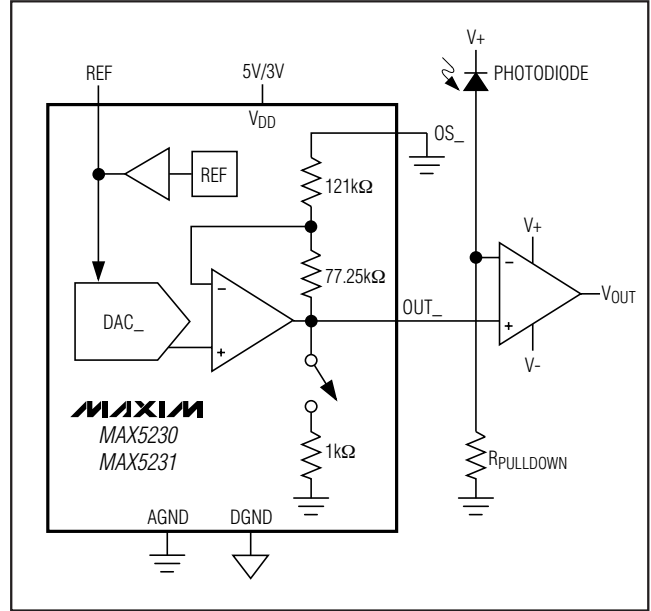 REF
5V/3V
V+
PHOTODIODE
VDD
OS_
REF
121kΩ
77.25kΩ
V+
−
−
DAC_
OUT_
VOUT
+
+
V-
MAXIM
MAX5230
MAX5231
1kΩ
RPULLDOWN
AGND
DGND